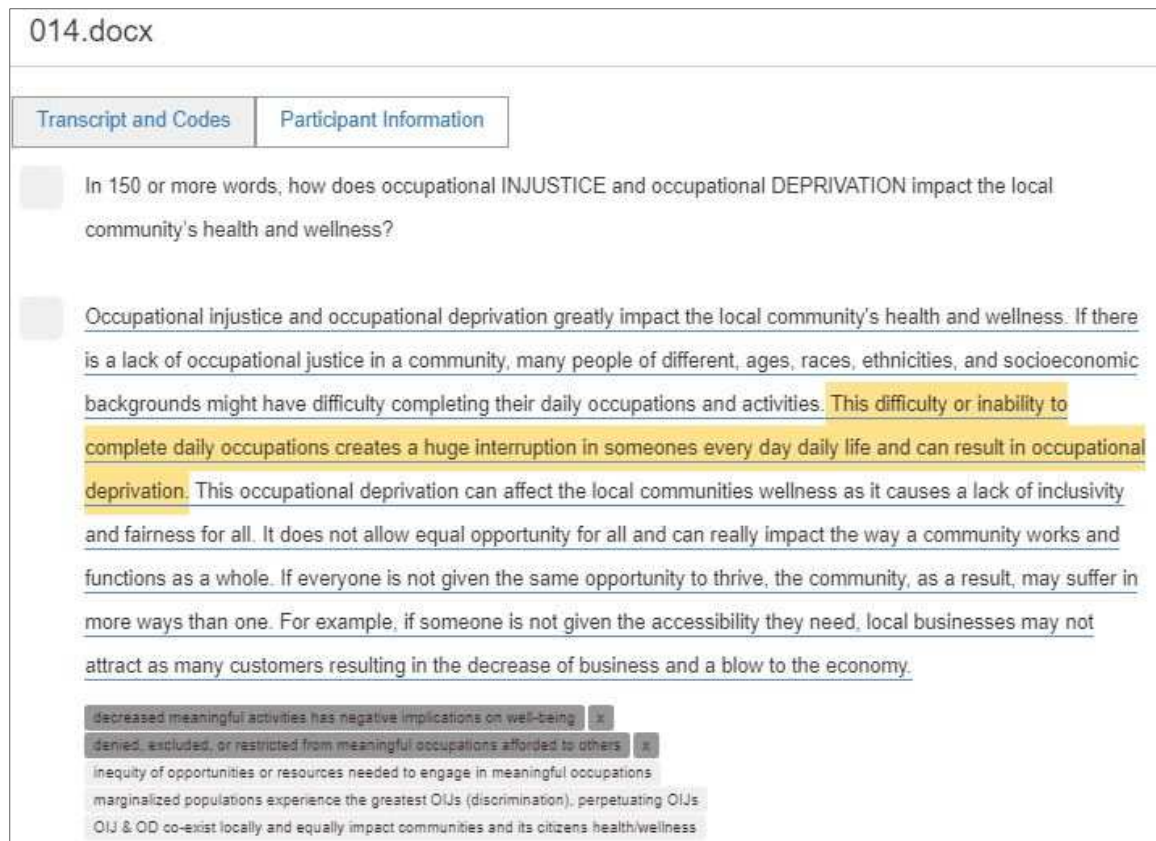 014.docx
Transcript and Codes
Participant Information
In 150 or more words, how does occupational INJUSTICE and occupational DEPRIVATION impact the local
community's health and wellness?
Occupational injustice and occupational deprivation greatly impact the local community's health and wellness. If there
is a lack of occupational justice in a community, many people of different, ages, races, ethnicities, and socioeconomic
backgrounds might have difficulty completing their daily occupations and activities. This difficulty or inability to
complete daily occupations creates a huge interruption in someones every day daily life and can result in occupational
deprivation. This occupational deprivation can affect the local communities wellness as it causes a lack of inclusivity
and fairness for all. It does not allow equal opportunity for all and can really impact the way a community works and
functions as a whole. If everyone is not given the same opportunity to thrive, the community, as a result, may suffer in
more ways than one. For example, if someone is not given the accessibility they need, local businesses may not
attract as many customers resulting in the decrease of business and a blow to the economy.
decreased meaningful activities has negative implications on well-being x
denied, excluded, or restricted from meaningful occupations afforded to others x
inequity of opportunities or resources needed to engage in meaningful occupations
marginalized populations experience the greatest OIJs (discrimination), perpetuating OIJs
OIJ & OD co-exist locally and equally impact communities and its citizens health/wellness